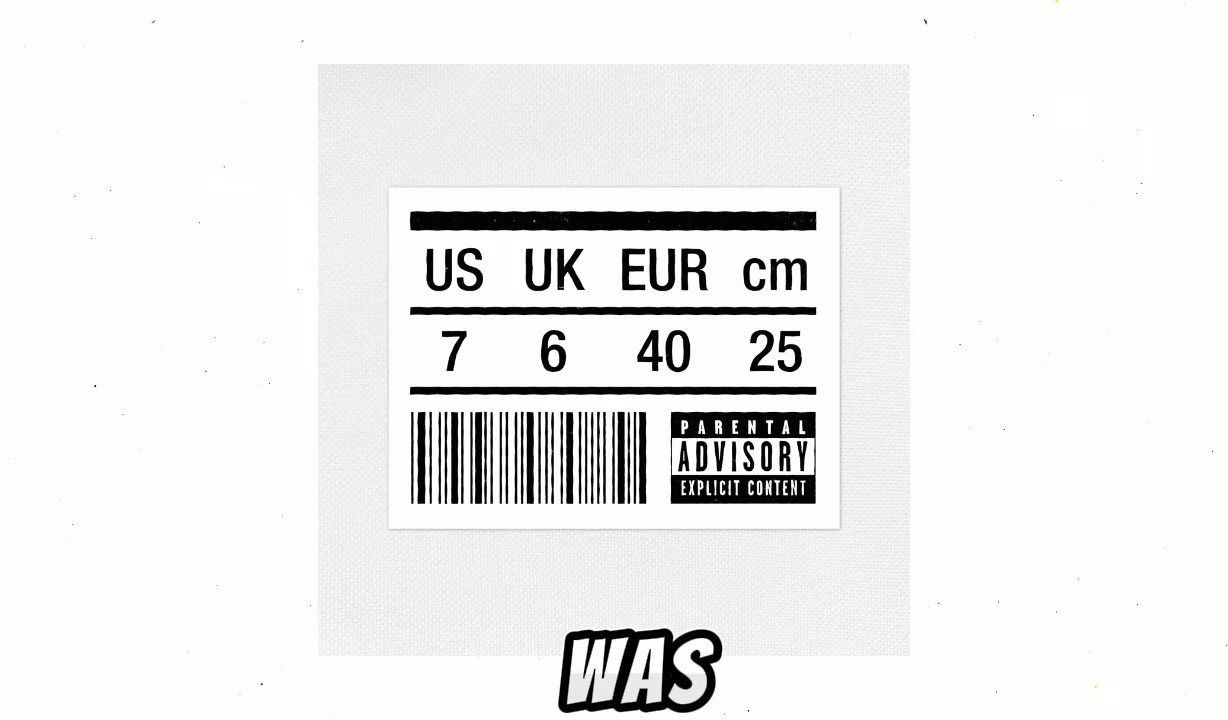 US UK EUR cm
7 6 40 25
PARENTAL
ADVISORY
EXPLICIT CONTENT
WAS